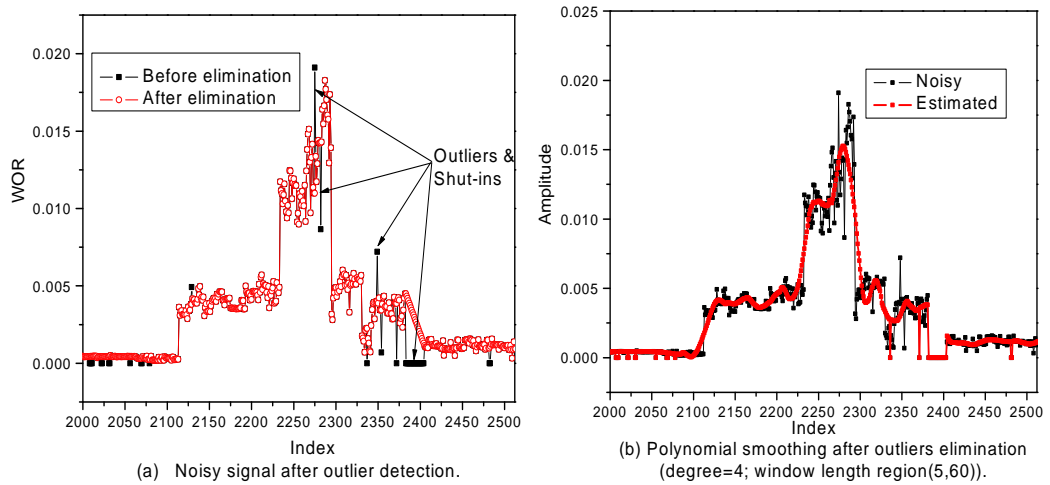 0.020
0.015
0.010
0.005
0.000
WOR
Before elimination
After elimination
Outliers &
Shut-ins
2000 2050 2100 2150 2200 2250 2300 2350 2400 2450 2500
Index
(a) Noisy signal after outlier detection.
0.025
0.020
0.015
0.010
0.005
0.000
Amplitude
Noisy
Estimated
2000 2050 2100 2150 2200 2250 2300 2350 2400 2450 2500
Index
(b) Polynomial smoothing after outliers elimination
(degree=4; window length region(5,60)).